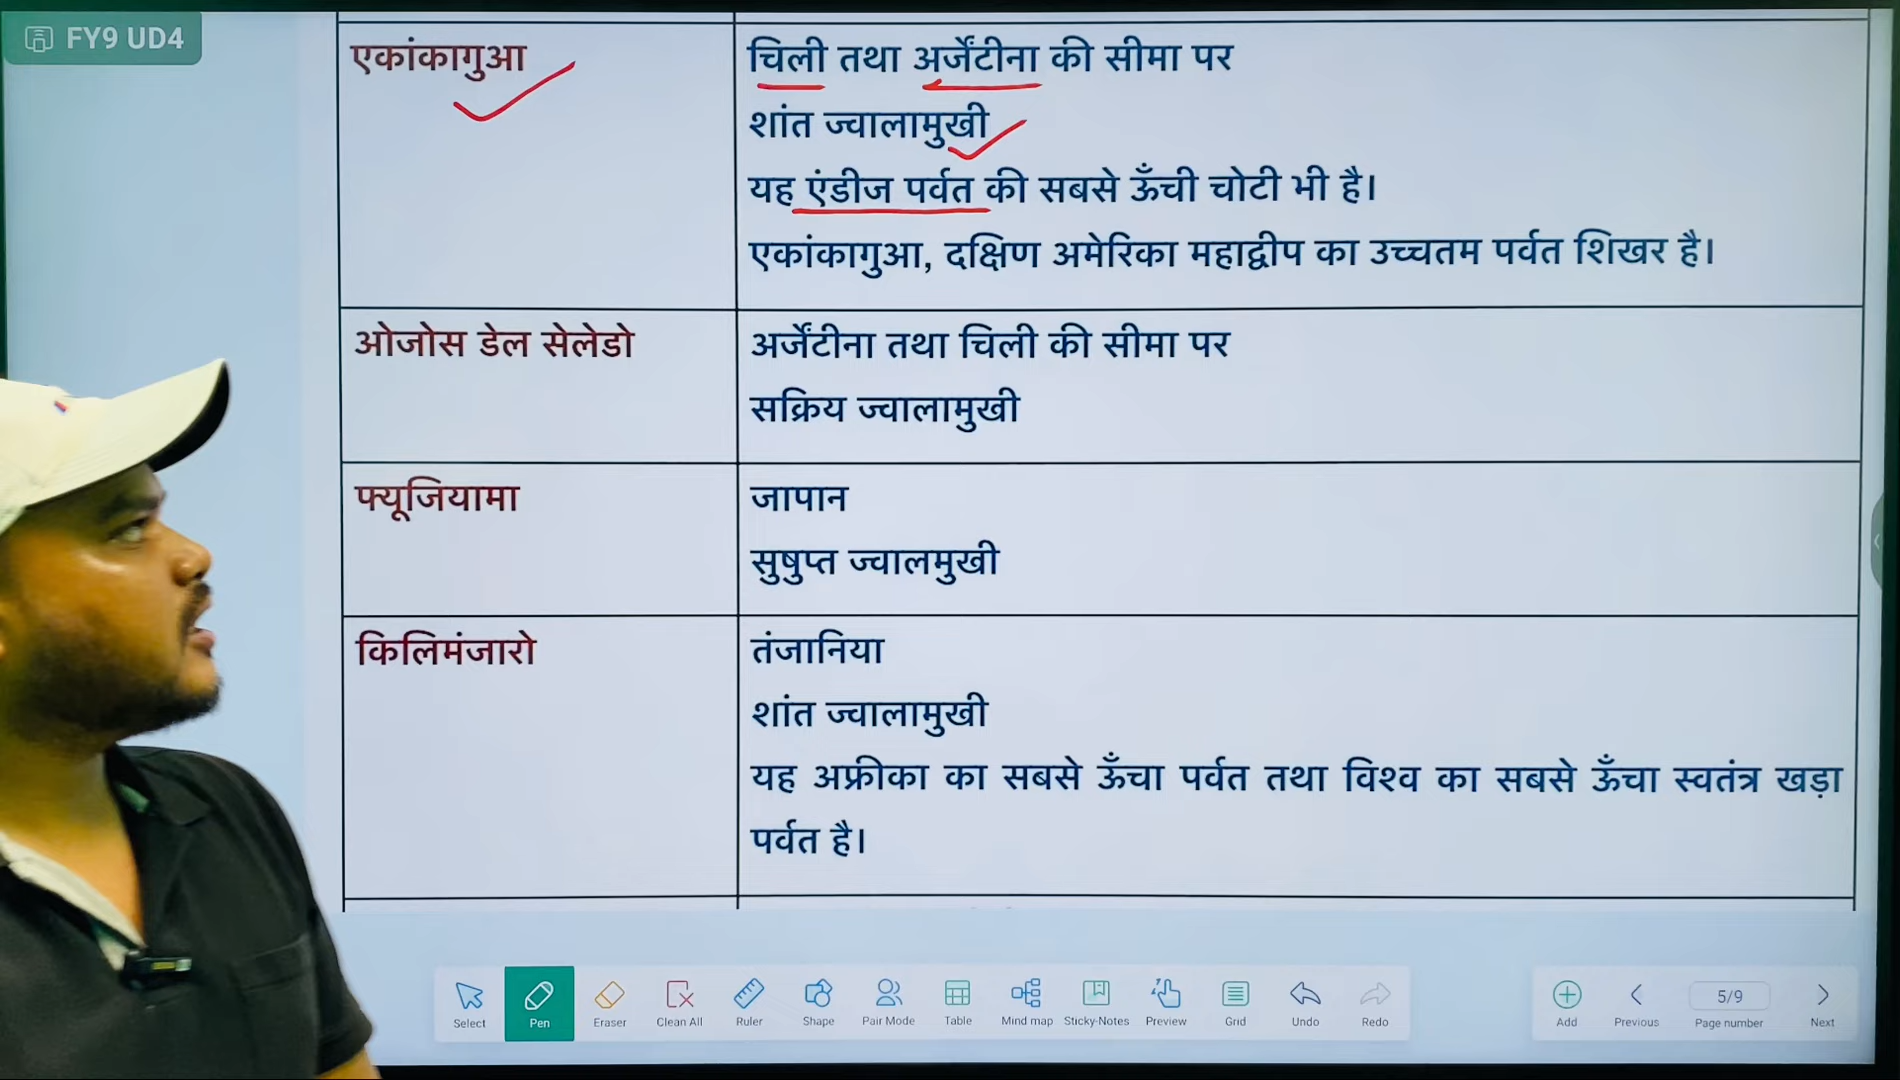 FY9 UD4
एकांकागुआ
चिली तथा अर्जेंटीना की सीमा पर
शांत ज्वालामुखी
यह एंडीज पर्वत की सबसे ऊँची चोटी भी है।
एकांकागुआ, दक्षिण अमेरिका महाद्वीप का उच्चतम पर्वत शिखर है।
ओजोस डेल सेलेडो
अर्जेंटीना तथा चिली की सीमा पर
सक्रिय ज्वालामुखी
फ्यूजियामा
जापान
सुषुप्त ज्वालमुखी
किलिमंजारो
तंजानिया
शांत ज्वालामुखी
यह अफ्रीका का सबसे ऊँचा पर्वत तथा विश्व का सबसे ऊँचा स्वतंत्र खड़ा
पर्वत है।
Select Pen Eraser Clean All Ruler Shape Pair Mode Table Mind map Sticky-Notes Preview Grid Undo Redo Add Previous 5/9 Page number Next